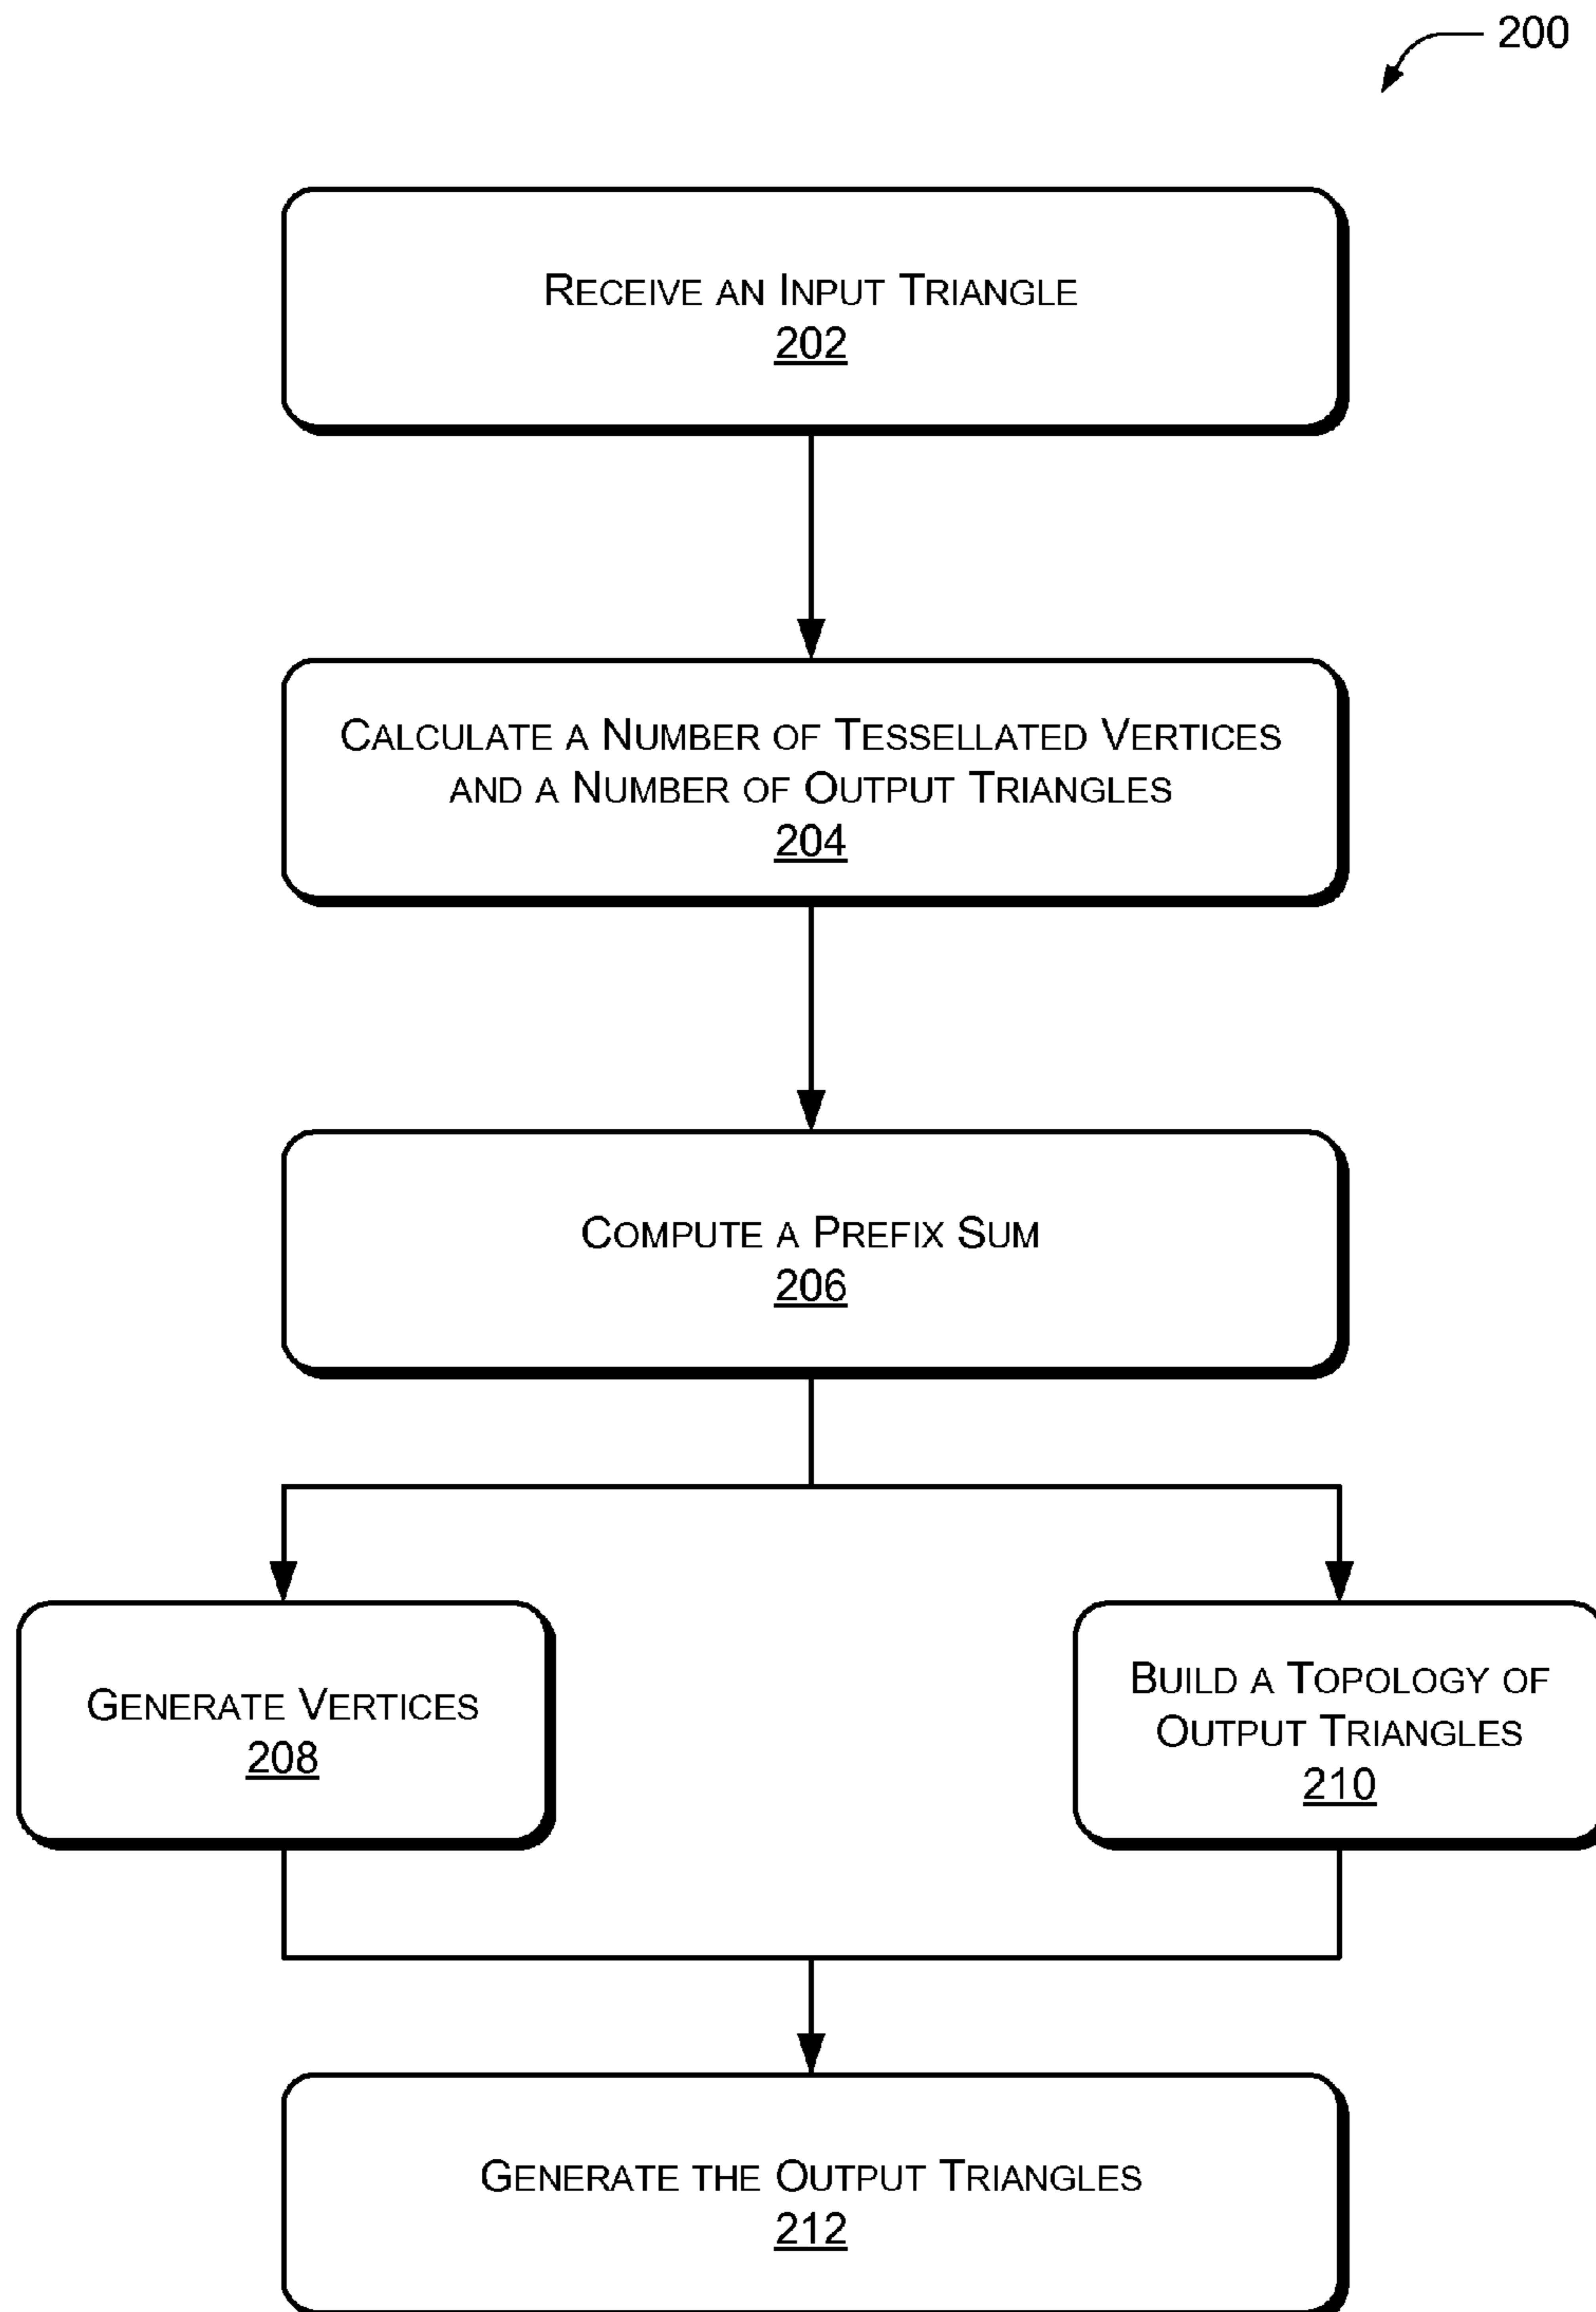 200
RECEIVE AN INPUT TRIANGLE
202
CALCULATE A NUMBER OF TESSELLATED VERTICES
AND A NUMBER OF OUTPUT TRIANGLES
204
COMPUTE A PREFIX SUM
206
GENERATE VERTICES
208
BUILD A TOPOLOGY OF
OUTPUT TRIANGLES
210
GENERATE THE OUTPUT TRIANGLES
212